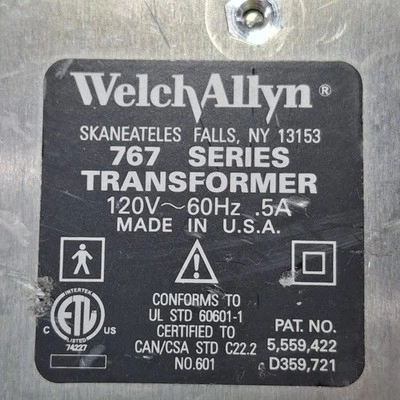 WelchAllyn®
SKANEATELES FALLS, NY 13153
767 SERIES
TRANSFORMER
120V~60Hz .5A
MADE IN U.S.A.
INTERTEK
C ETL US
LISTED
74227
CONFORMS TO
UL STD 60601-1
CERTIFIED TO
CAN/CSA STD C22.2
NO.601
PAT. NO.
5,559,422
D359,721